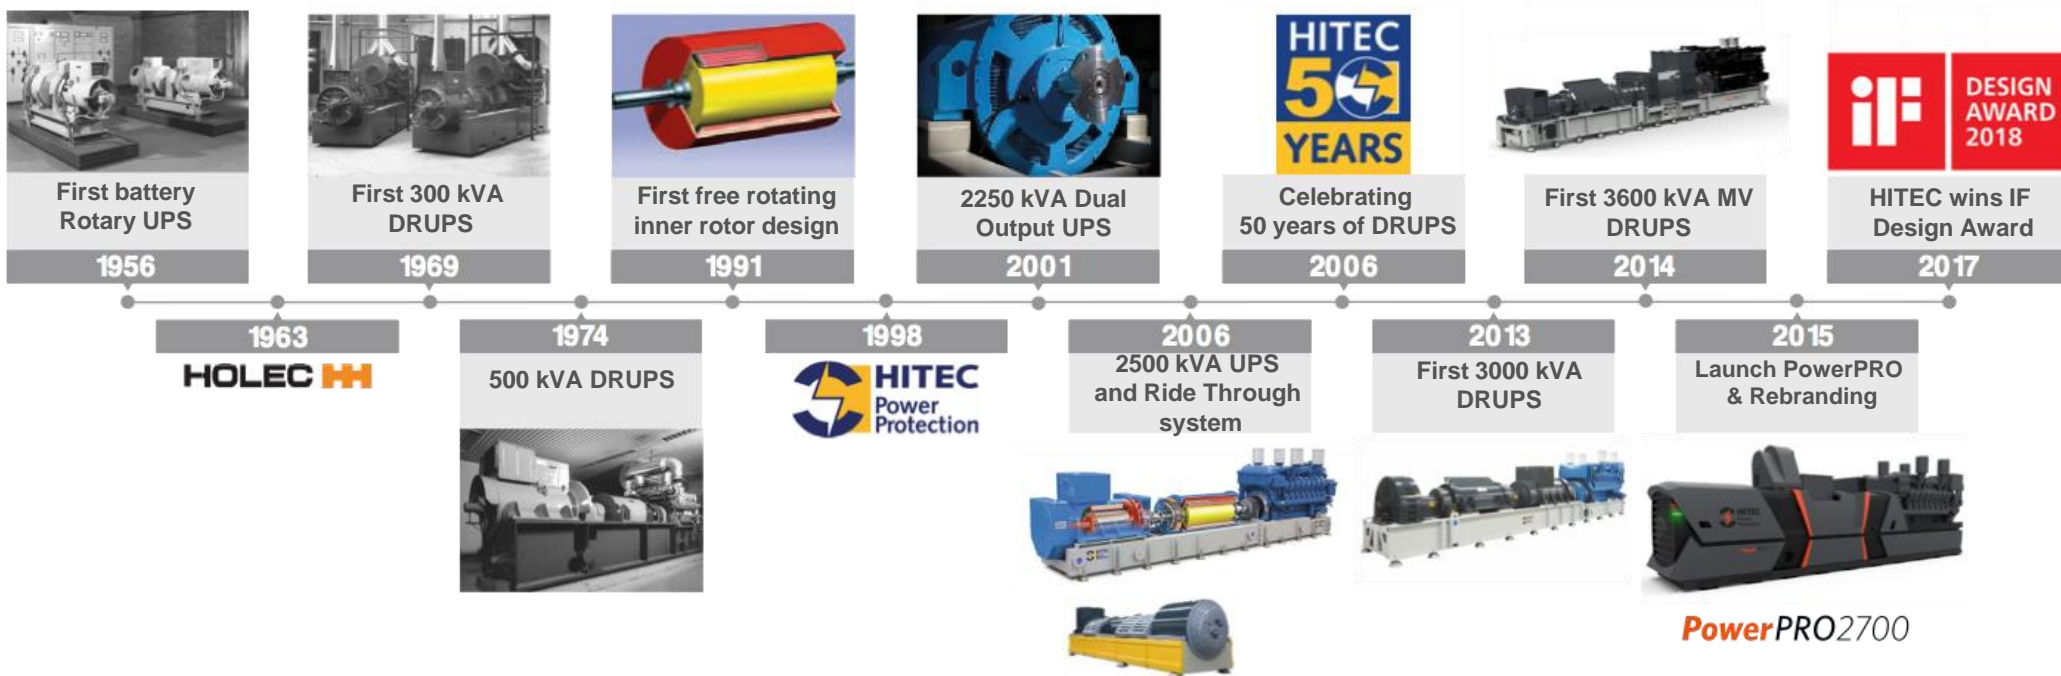 HITEC
50
YEARS
iF
DESIGN
AWARD
2018
First battery
Rotary UPS
1956
First 300 kVA
DRUPS
1969
First free rotating
inner rotor design
1991
2250 kVA Dual
Output UPS
2001
Celebrating
50 years of DRUPS
2006
First 3600 kVA MV
DRUPS
2014
HITEC wins IF
Design Award
2017
1963
HOLEC
1974
500 kVA DRUPS
1998
HITEC
Power
Protection
2006
2500 kVA UPS
and Ride Through
system
HITEC
2013
First 3000 kVA
DRUPS
2015
Launch PowerPRO
& Rebranding
HITEC
PowerPRO2700